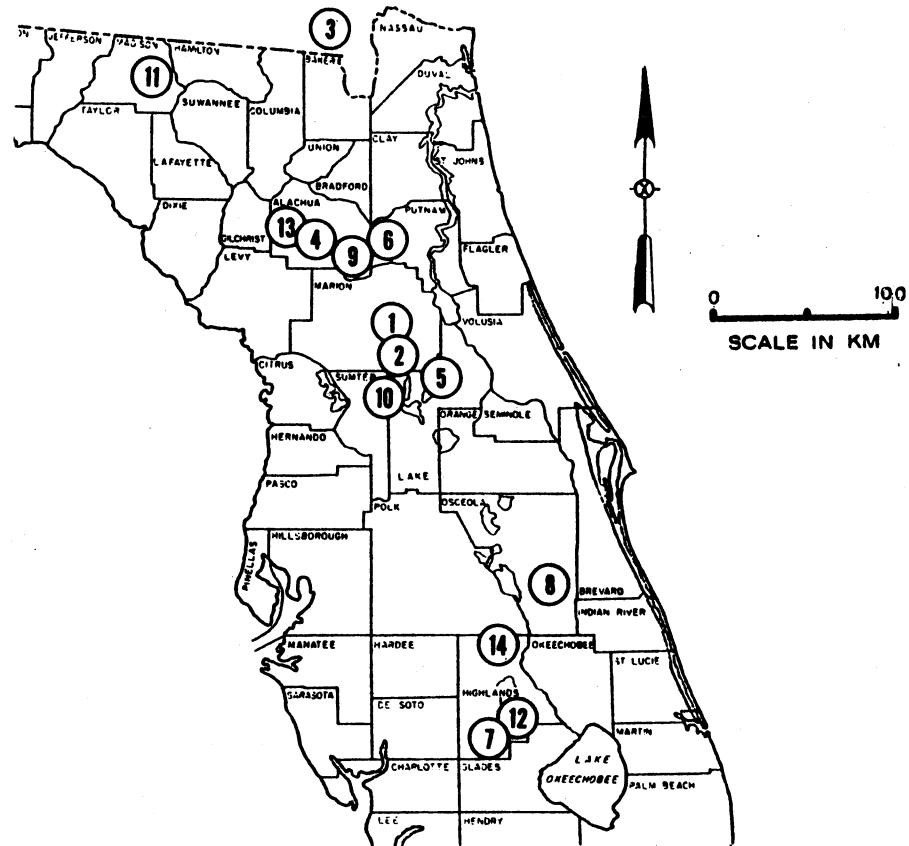 3
NASSAU
JEFFERSON
MADISON
HAMILTON
BAKER
11
DUVAL
TAYLOR
SUWANNEE
COLUMBIA
UNION
CLAY
LAFAYETTE
ST JOHNS
BRADFORD
DIXIE
ALACHUA
PUTNAM
13
4
6
GILCHRIST
9
FLAGLER
LEVY
MARION
0
100
SCALE IN KM
1
VOLUSIA
2
CITRUS
SUMTER
5
10
ORANGE
SEMINOLE
HERNANDO
LAKE
PASCO
POLK
OSCEOLA
HILLSBOROUGH
PINELLAS
8
BREVARD
INDIAN RIVER
MANATEE
HARDEE
14
OKEECHOBEE
ST LUCIE
SARASOTA
HIGHLANDS
DE SOTO
12
7
MARTIN
LAKE
OKEECHOBEE
CHARLOTTE
GLADES
PALM BEACH
LEE
HENDRY